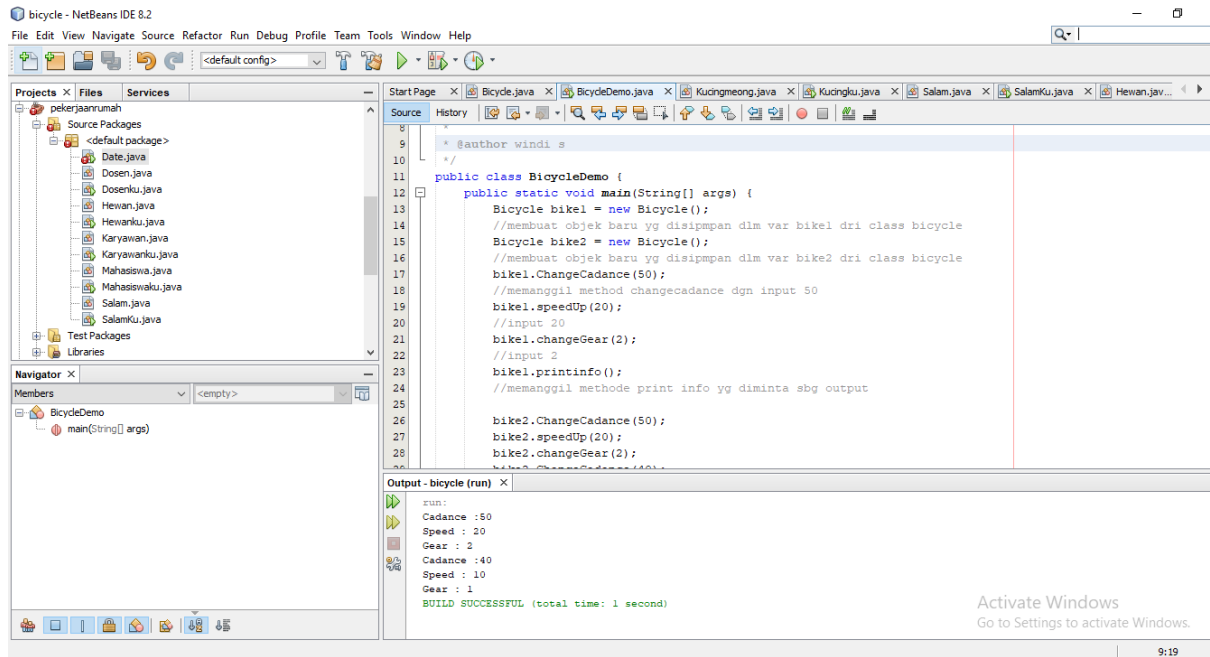 bicycle - NetBeans IDE 8.2
File Edit View Navigate Source Refactor Run Debug Profile Team Tools Window Help
<default config>
Projects Files Services
pekerjaanrumah
Source Packages
<default package>
Date.java
Dosen.java
Dosenku.java
Hewan.java
Hewanku.java
Karyawan.java
Karyawanku.java
Mahasiswa.java
Mahasiswaku.java
Salam.java
SalamKu.java
Test Packages
Libraries
Navigator
Members <empty>
BicycleDemo
main(String[] args)
Start Page Bicycle.java BicycleDemo.java Kucingmeong.java Kucingku.java Salam.java SalamKu.java Hewan.jav...
Source History
8 *
9 * @author windi s
10 */
11 public class BicycleDemo {
12 public static void main(String[] args) {
13 Bicycle bike1 = new Bicycle();
14 //membuat objek baru yg disipmpan dlm var bike1 dri class bicycle
15 Bicycle bike2 = new Bicycle();
16 //membuat objek baru yg disipmpan dlm var bike2 dri class bicycle
17 bike1.ChangeCadance(50);
18 //memanggil method changecadance dgn input 50
19 bike1.speedUp(20);
20 //input 20
21 bike1.changeGear(2);
22 //input 2
23 bike1.printinfo();
24 //memanggil methode print info yg diminta sbg output
25
26 bike2.ChangeCadance(50);
27 bike2.speedUp(20);
28 bike2.changeGear(2);
29 bike2.ChangeCadance(40);
Output - bicycle (run)
run:
Cadance :50
Speed : 20
Gear : 2
Cadance :40
Speed : 10
Gear : 1
BUILD SUCCESSFUL (total time: 1 second)
Activate Windows
Go to Settings to activate Windows.
9:19